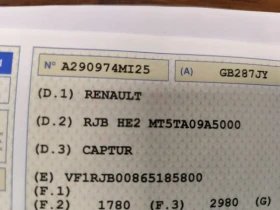 N° A290974MI25 (A) GB287JY
(D.1) RENAULT
(D.2) RJB HE2 MT5TA09A5000
(D.3) CAPTUR
(E) VF1RJB00865185800
(F.1)
(F.2) 1780 (F.3) 2980 (G)